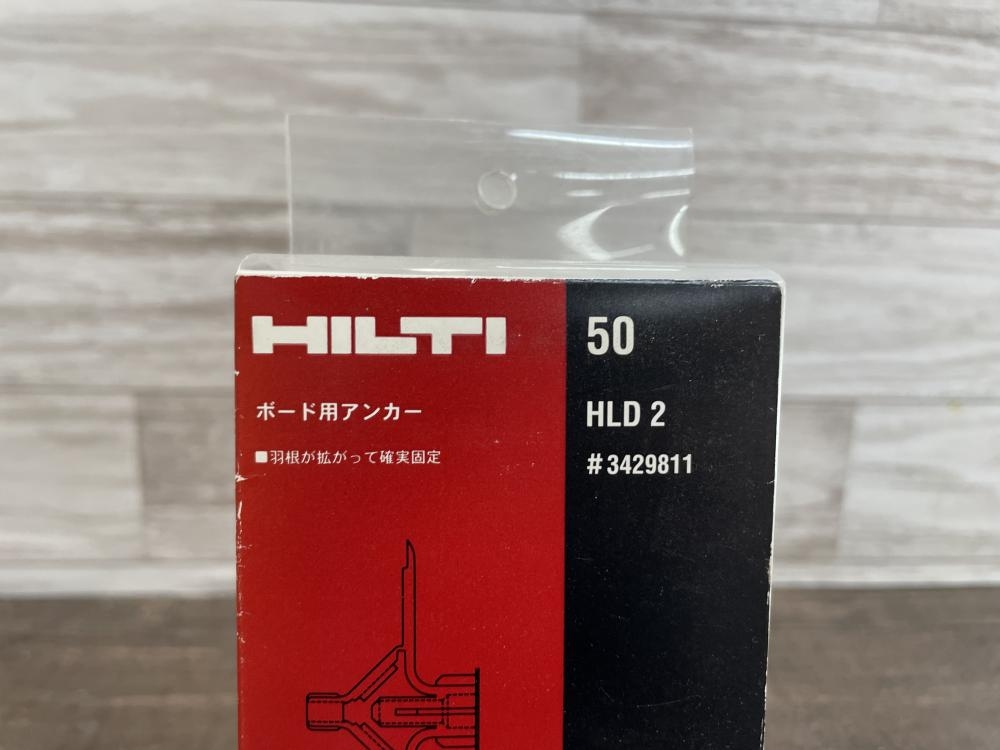 HILTI
ボード用アンカー
■羽根が拡がって確実固定
50
HLD 2
#3429811